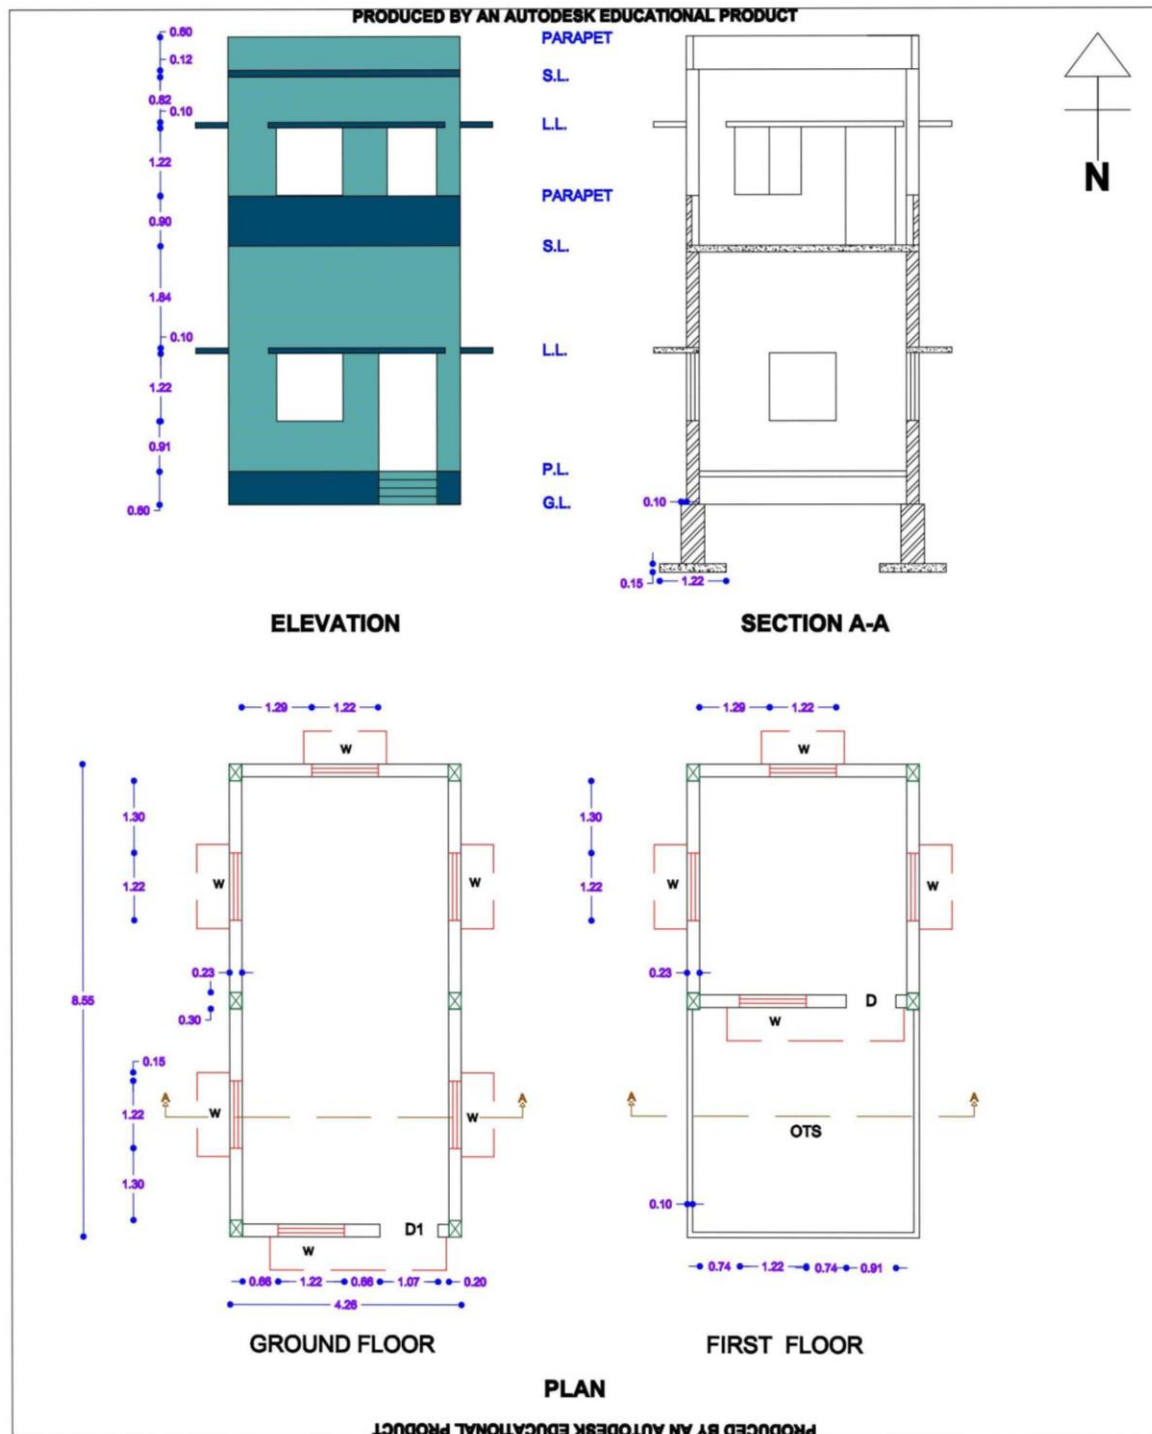 PRODUCED BY AN AUTODESK EDUCATIONAL PRODUCT
0.60
0.12
0.82
0.10
1.22
0.90
1.84
0.10
1.22
0.91
0.60
PARAPET
S.L.
L.L.
PARAPET
S.L.
L.L.
P.L.
G.L.
N
0.10
0.15
1.22
ELEVATION
SECTION A-A
1.29 1.22
W
1.30
1.22
W W
8.55
0.23
0.30
0.15
A A
1.22
W W
1.30
D1
W
0.66 1.22 0.66 1.07 0.20
4.26
GROUND FLOOR
1.29 1.22
W
1.30
1.22
W W
0.23
D
W
A A
OTS
0.10
0.74 1.22 0.74 0.91
FIRST FLOOR
PLAN
PRODUCED BY AN AUTODESK EDUCATIONAL PRODUCT